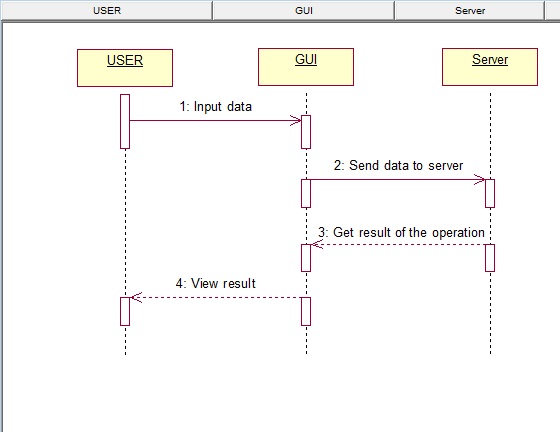 USER GUI Server
USER GUI Server
1: Input data
2: Send data to server
3: Get result of the operation
4: View result